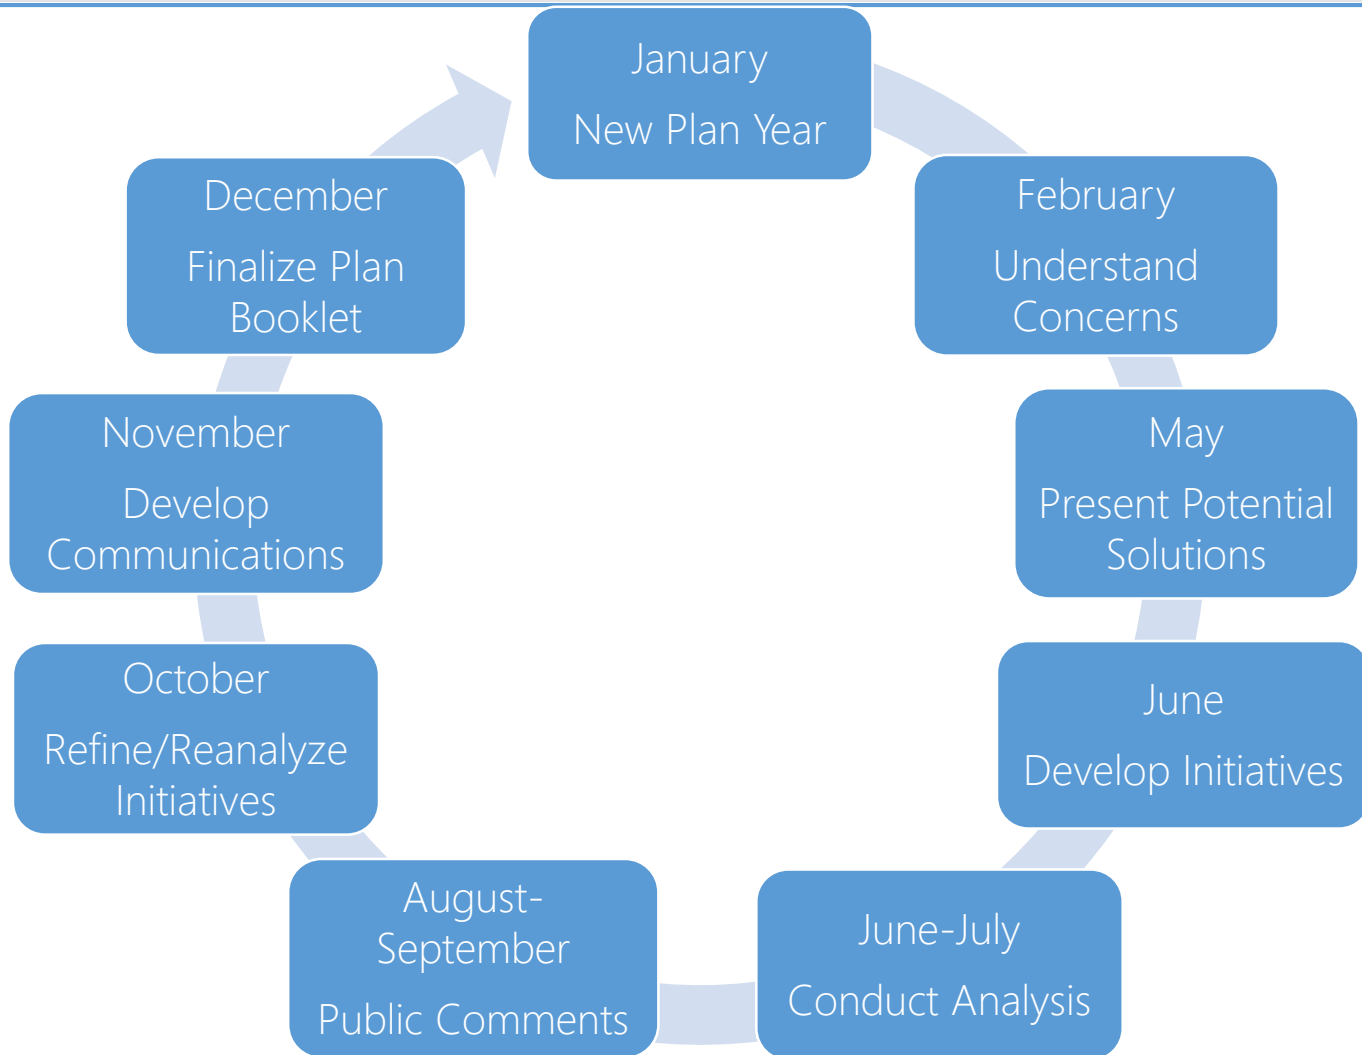 January
New Plan Year
February
Understand
Concerns
May
Present Potential
Solutions
June
Develop Initiatives
June-July
Conduct Analysis
August-
September
Public Comments
October
Refine/Reanalyze
Initiatives
November
Develop
Communications
December
Finalize Plan
Booklet